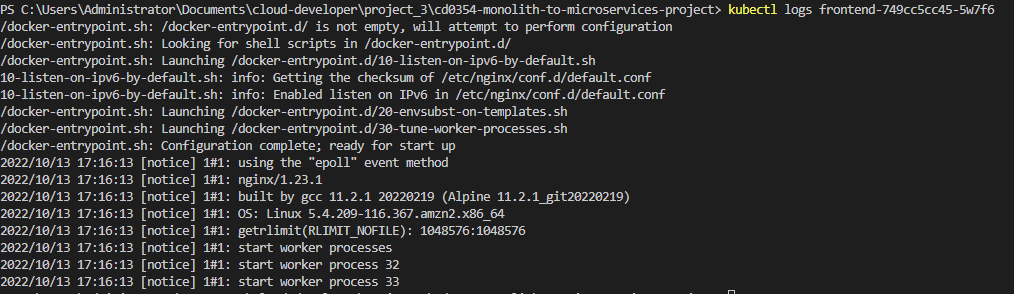 PS C:\Users\Administrator\Documents\cloud-developer\project_3\cd0354-monolith-to-microservices-project> kubectl logs frontend-749cc5cc45-5w7f6
/docker-entrypoint.sh: /docker-entrypoint.d/ is not empty, will attempt to perform configuration
/docker-entrypoint.sh: Looking for shell scripts in /docker-entrypoint.d/
/docker-entrypoint.sh: Launching /docker-entrypoint.d/10-listen-on-ipv6-by-default.sh
10-listen-on-ipv6-by-default.sh: info: Getting the checksum of /etc/nginx/conf.d/default.conf
10-listen-on-ipv6-by-default.sh: info: Enabled listen on IPv6 in /etc/nginx/conf.d/default.conf
/docker-entrypoint.sh: Launching /docker-entrypoint.d/20-envsubst-on-templates.sh
/docker-entrypoint.sh: Launching /docker-entrypoint.d/30-tune-worker-processes.sh
/docker-entrypoint.sh: Configuration complete; ready for start up
2022/10/13 17:16:13 [notice] 1#1: using the "epoll" event method
2022/10/13 17:16:13 [notice] 1#1: nginx/1.23.1
2022/10/13 17:16:13 [notice] 1#1: built by gcc 11.2.1 20220219 (Alpine 11.2.1_git20220219)
2022/10/13 17:16:13 [notice] 1#1: OS: Linux 5.4.209-116.367.amzn2.x86_64
2022/10/13 17:16:13 [notice] 1#1: getrlimit(RLIMIT_NOFILE): 1048576:1048576
2022/10/13 17:16:13 [notice] 1#1: start worker processes
2022/10/13 17:16:13 [notice] 1#1: start worker process 32
2022/10/13 17:16:13 [notice] 1#1: start worker process 33